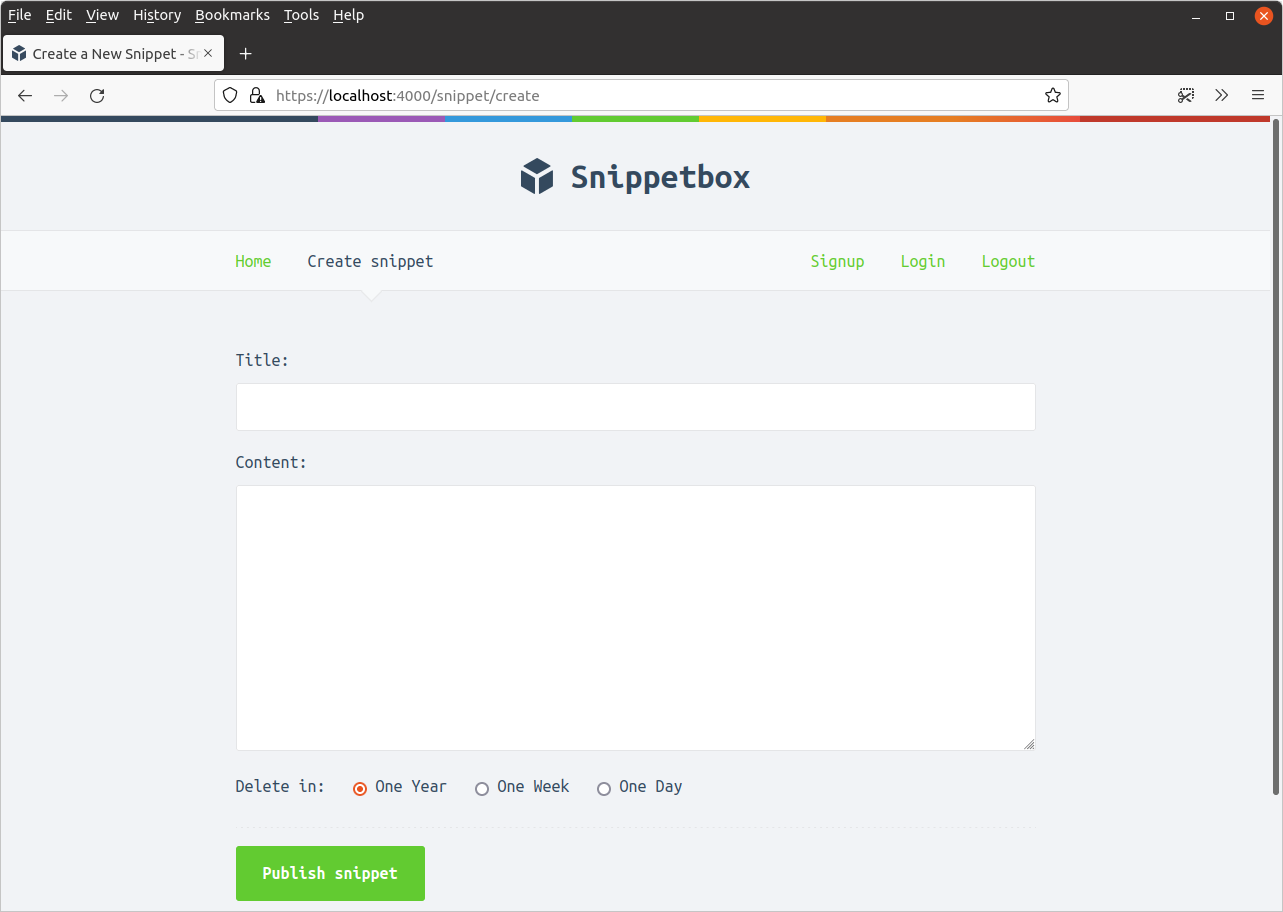 File Edit View History Bookmarks Tools Help
Create a New Snippet - Sn
https://localhost:4000/snippet/create
Snippetbox
Home Create snippet Signup Login Logout
Title:
Content:
Delete in: One Year One Week One Day
Publish snippet